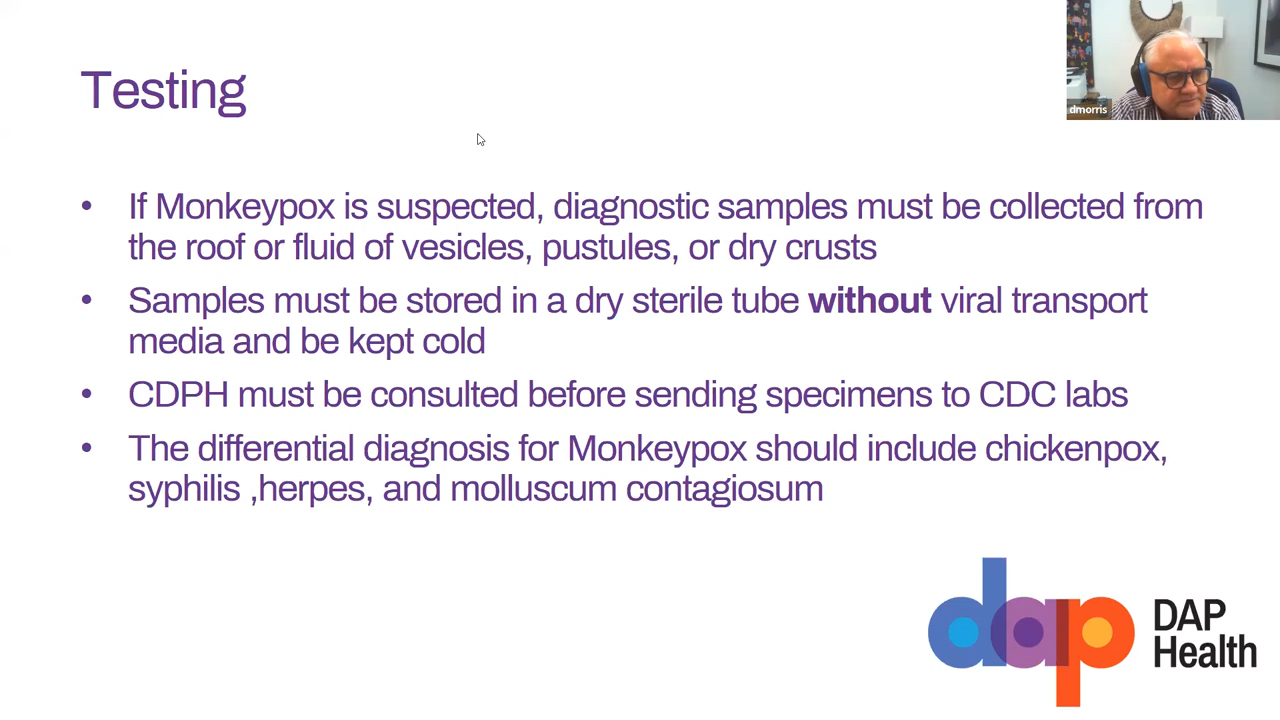 Testing
dmorris
• If Monkeypox is suspected, diagnostic samples must be collected from
the roof or fluid of vesicles, pustules, or dry crusts
• Samples must be stored in a dry sterile tube without viral transport
media and be kept cold
• CDPH must be consulted before sending specimens to CDC labs
• The differential diagnosis for Monkeypox should include chickenpox,
syphilis ,herpes, and molluscum contagiosum
dap
DAP
Health